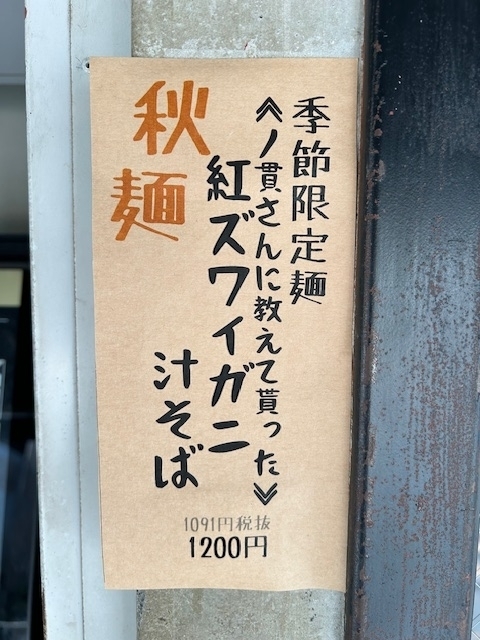 季節限定麺
《ノ貫さんに教えて貰った》
紅ズワイガニ
汁そば
秋麺
1091円税抜
1200円